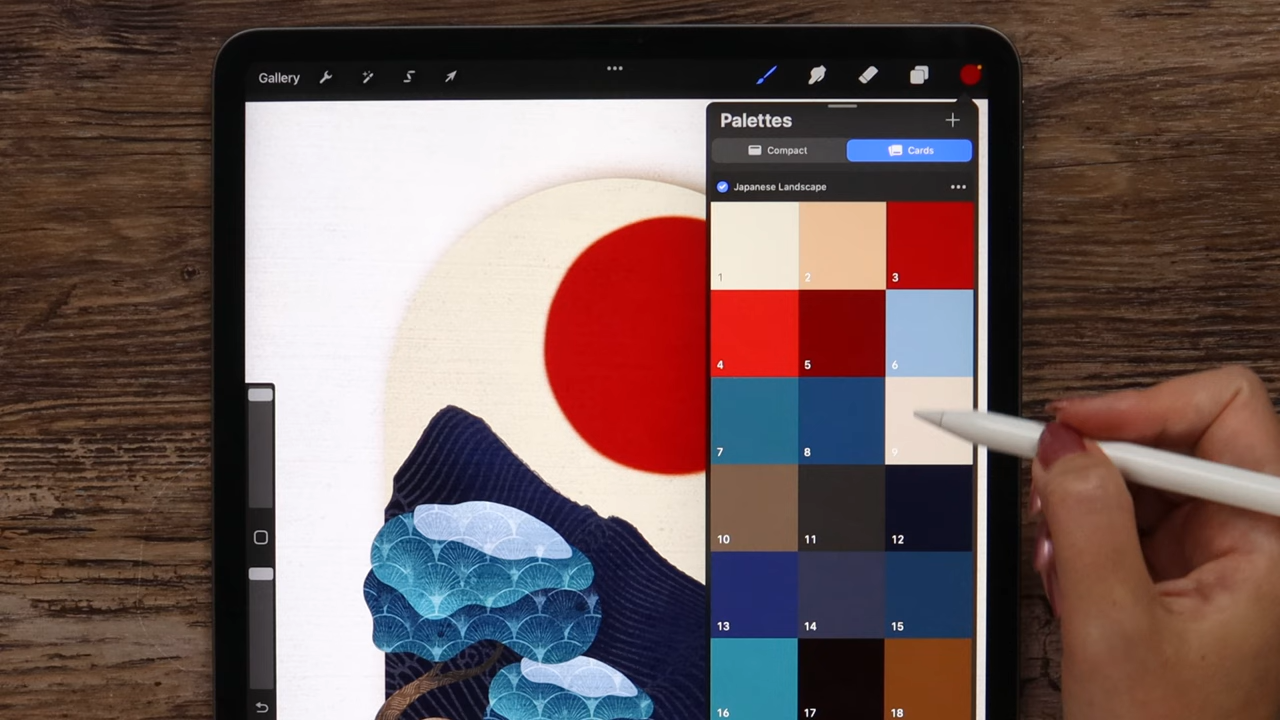 Gallery
Palettes
Compact
Cards
Japanese Landscape
1 2 3
4 5 6
7 8 9
10 11 12
13 14 15
16 17 18